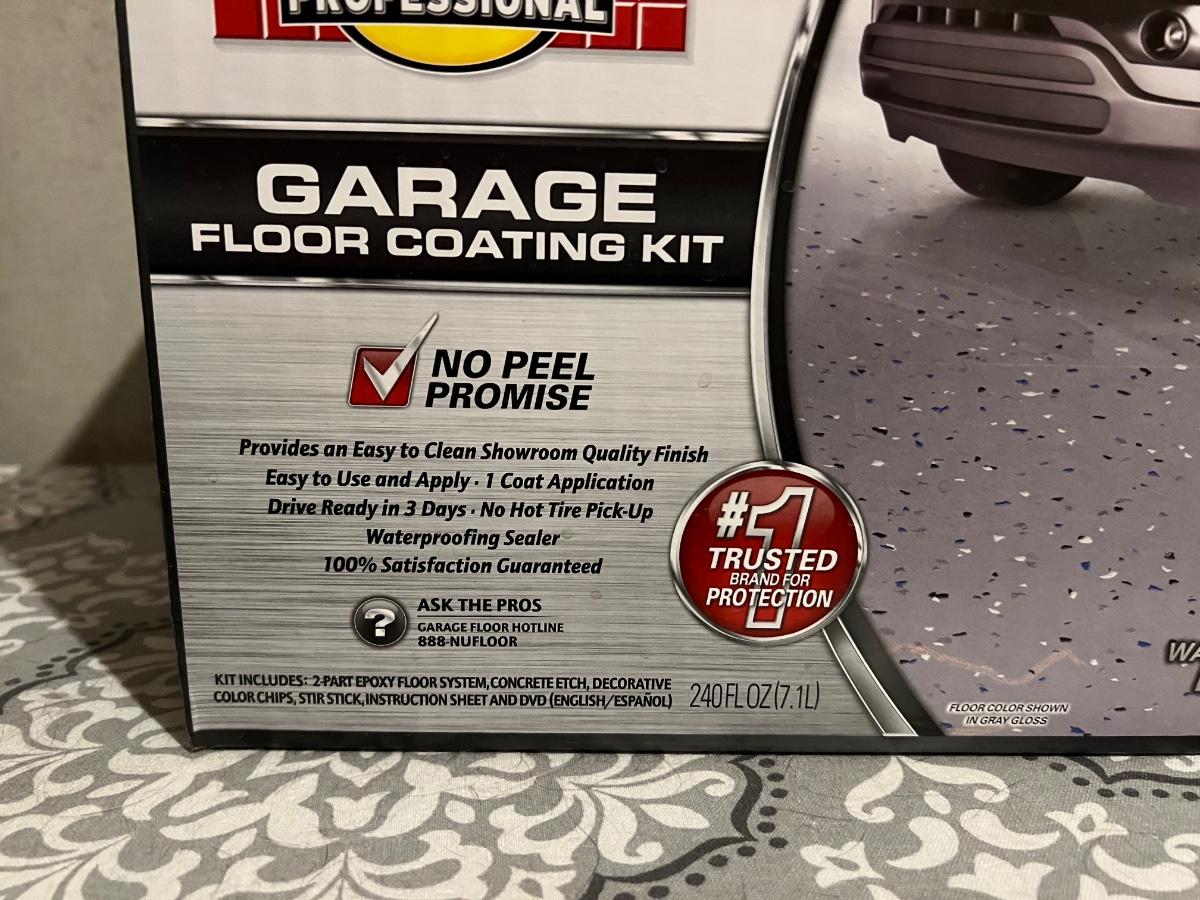 PROFESSIONAL
GARAGE
FLOOR COATING KIT
NO PEEL
PROMISE
Provides an Easy to Clean Showroom Quality Finish
Easy to Use and Apply · 1 Coat Application
Drive Ready in 3 Days · No Hot Tire Pick-Up
Waterproofing Sealer
100% Satisfaction Guaranteed
#1
TRUSTED
BRAND FOR
PROTECTION
?
ASK THE PROS
GARAGE FLOOR HOTLINE
888-NUFLOOR
KIT INCLUDES: 2-PART EPOXY FLOOR SYSTEM, CONCRETE ETCH, DECORATIVE
COLOR CHIPS, STIR STICK, INSTRUCTION SHEET AND DVD (ENGLISH/ESPAÑOL)
240 FL OZ (7.1L)
FLOOR COLOR SHOWN
IN GRAY GLOSS